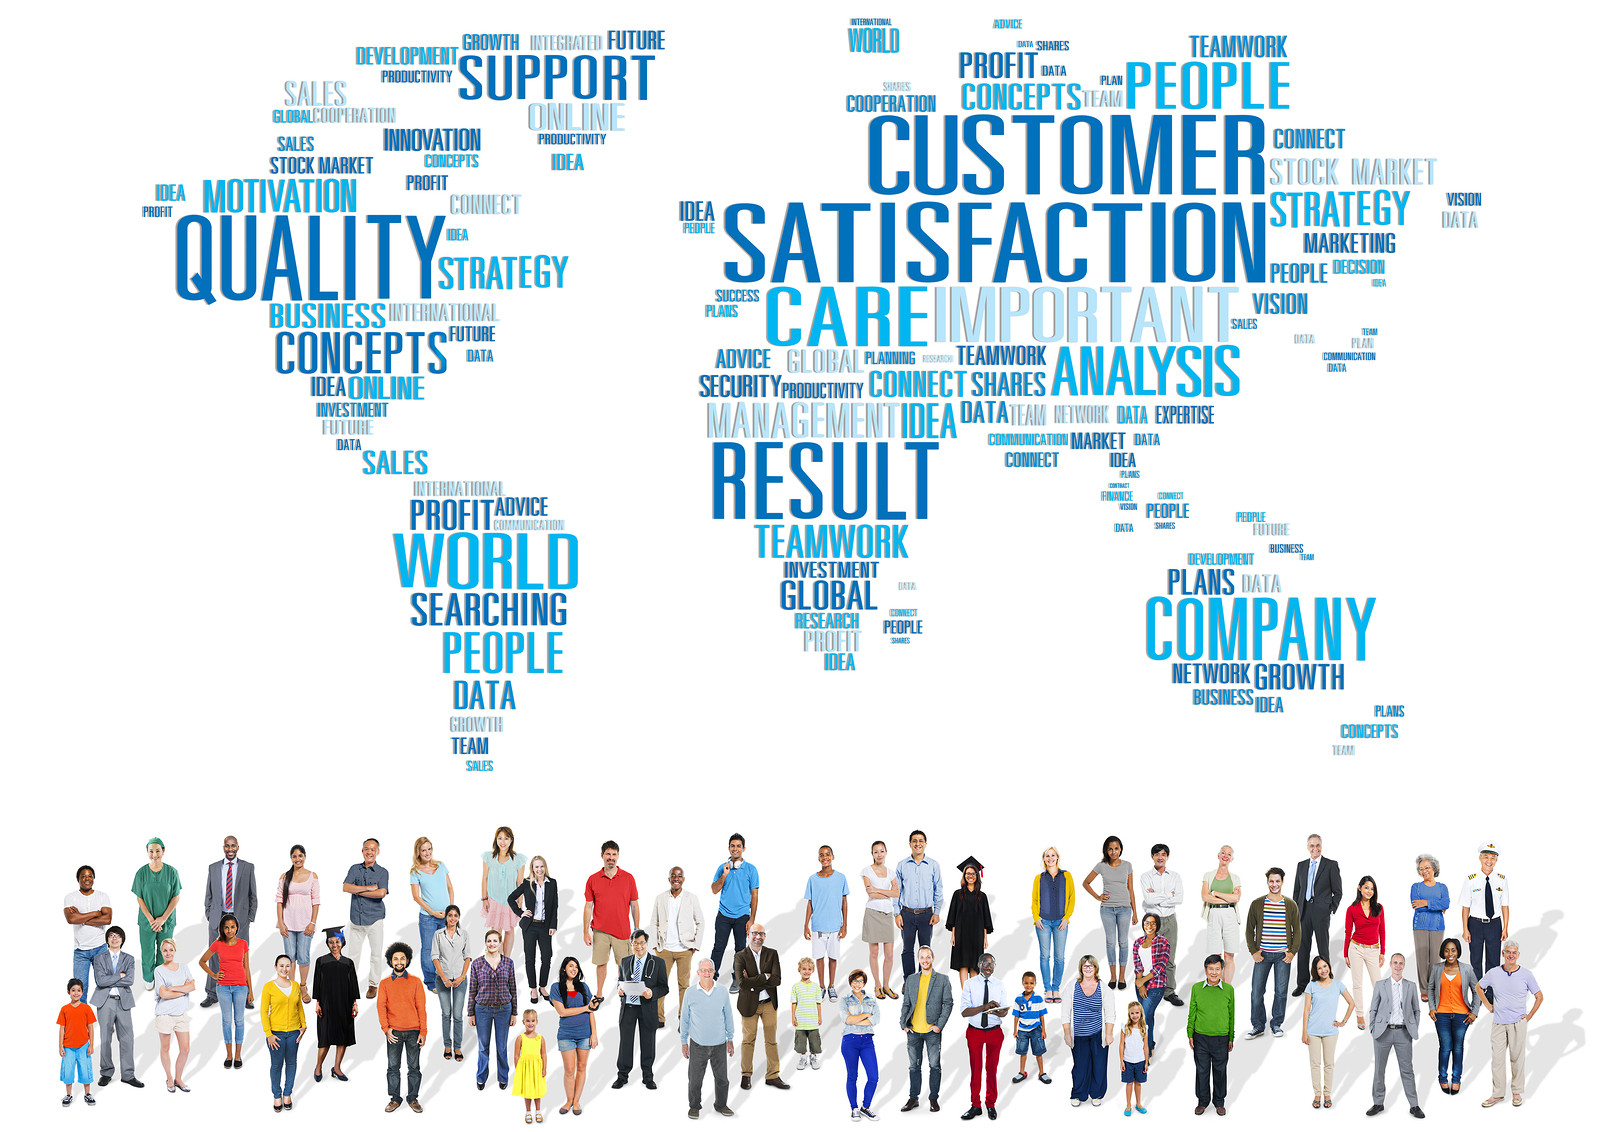 DEVELOPMENT GROWTH INTEGRATED FUTURE
PRODUCTIVITY SUPPORT
SALES ONLINE
GLOBAL COOPERATION
INNOVATION PRODUCTIVITY
SALES CONCEPTS IDEA
STOCK MARKET
PROFIT
IDEA MOTIVATION CONNECT
PROFIT
QUALITY IDEA
STRATEGY
BUSINESS INTERNATIONAL
CONCEPTS FUTURE
DATA
IDEA ONLINE
INVESTMENT
FUTURE
DATA
SALES
INTERNATIONAL
PROFIT ADVICE
COMMUNICATION
WORLD
SEARCHING
PEOPLE
DATA
GROWTH
TEAM
SALES
INTERNATIONAL
WORLD
ADVICE
DATA SHARES
PROFIT DATA
TEAMWORK
SHARES PLAN
COOPERATION CONCEPTS TEAM PEOPLE
CUSTOMER CONNECT
STOCK MARKET
IDEA SATISFACTION STRATEGY VISION
PEOPLE DATA
MARKETING
PEOPLE DECISION
IDEA
SUCCESS CARE IMPORTANT VISION
PLANS SALES
DATA TEAM
PLAN
COMMUNICATION
DATA
ADVICE GLOBAL PLANNING RESEARCH TEAMWORK ANALYSIS
SECURITY PRODUCTIVITY CONNECT SHARES
MANAGEMENT IDEA DATA TEAM NETWORK DATA EXPERTISE
RESULT COMMUNICATION MARKET DATA
CONNECT IDEA
PLANS
CONTRACT
FINANCE CONNECT
VISION PEOPLE
DATA SHARES
TEAMWORK
INVESTMENT
GLOBAL DATA
RESEARCH CONNECT
PROFIT PEOPLE
SHARES
IDEA
PEOPLE
FUTURE
BUSINESS
DEVELOPMENT TEAM
PLANS DATA
COMPANY
NETWORK GROWTH
BUSINESS IDEA
PLANS
CONCEPTS
TEAM